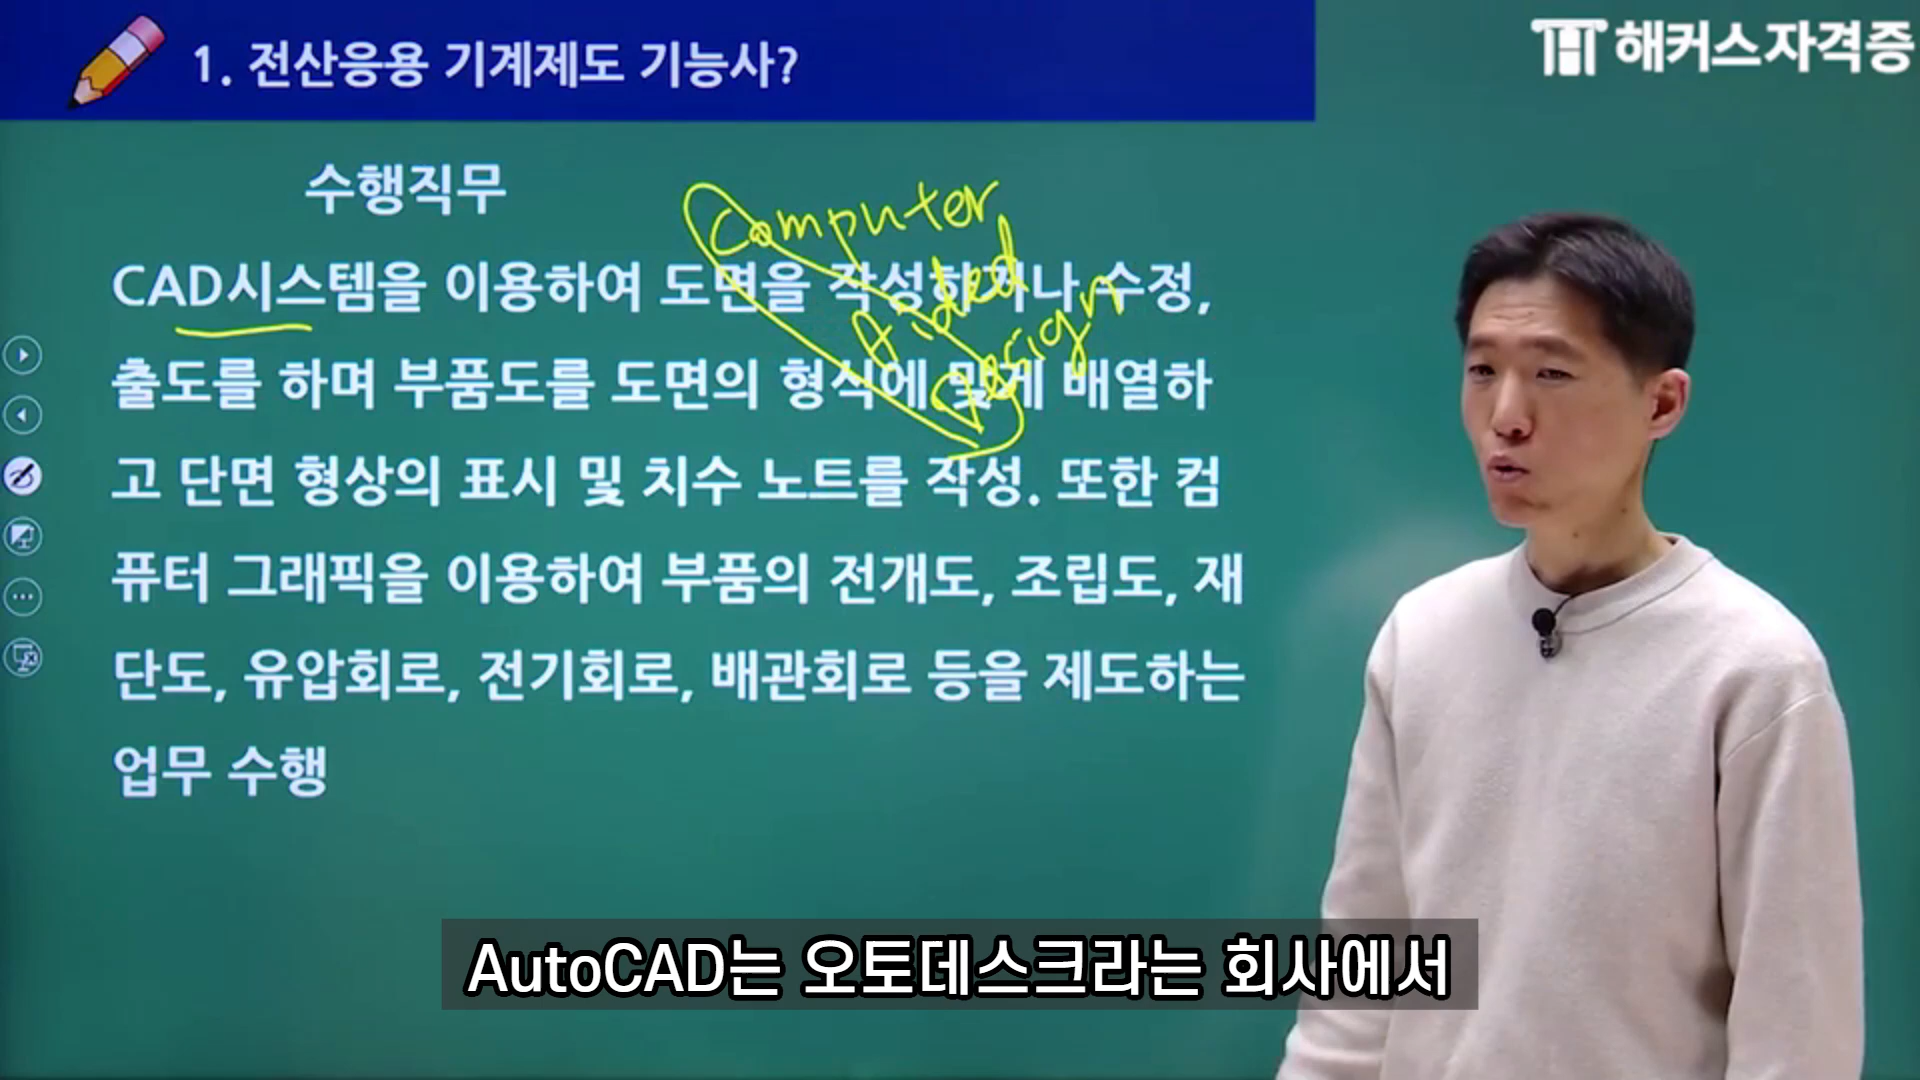 1. 전산응용 기계제도 기능사?
해커스자격증
수행직무
Computer
Aided
Design
CAD시스템을 이용하여 도면을 작성하거나 수정,
출도를 하며 부품도를 도면의 형식에 맞게 배열하
고 단면 형상의 표시 및 치수 노트를 작성. 또한 컴
퓨터 그래픽을 이용하여 부품의 전개도, 조립도, 재
단도, 유압회로, 전기회로, 배관회로 등을 제도하는
업무 수행
AutoCAD는 오토데스크라는 회사에서